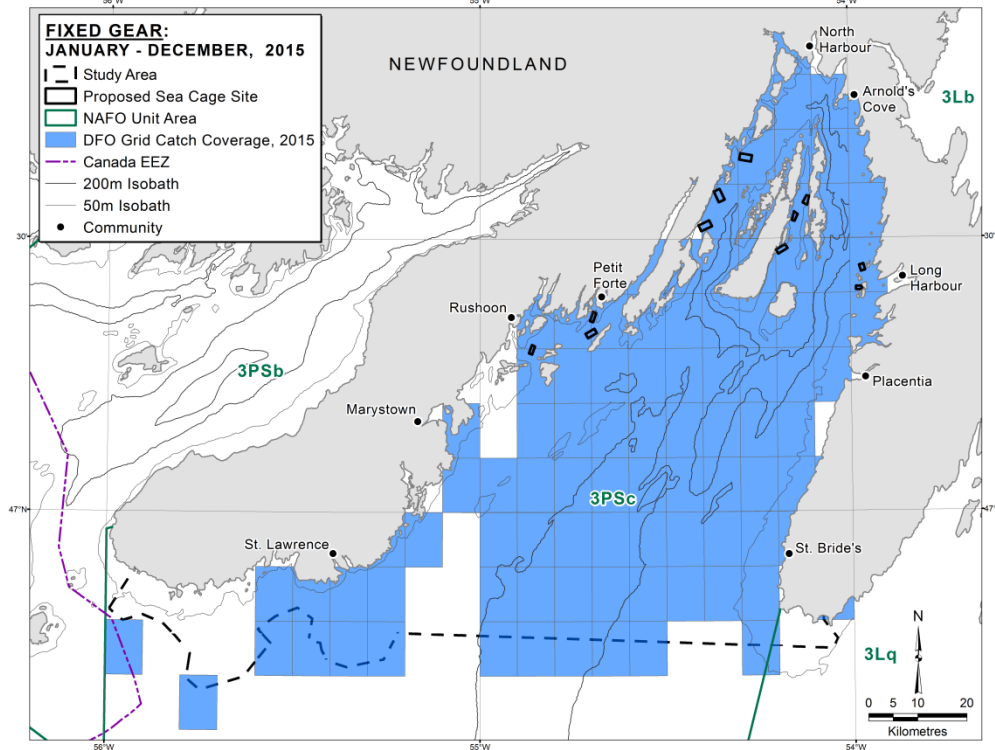 56°W
55°W
54°W
FIXED GEAR:
JANUARY - DECEMBER, 2015
Study Area
Proposed Sea Cage Site
NAFO Unit Area
DFO Grid Catch Coverage, 2015
Canada EEZ
200m Isobath
50m Isobath
Community
NEWFOUNDLAND
North
Harbour
Arnold's
Cove
3Lb
30'
30'
Long
Harbour
Petit
Forte
Rushoon
3PSb
Placentia
Marystown
3PSc
47°N
47°N
St. Lawrence
St. Bride's
N
3Lq
0 5 10 20
Kilometres
56°W
55°W
54°W